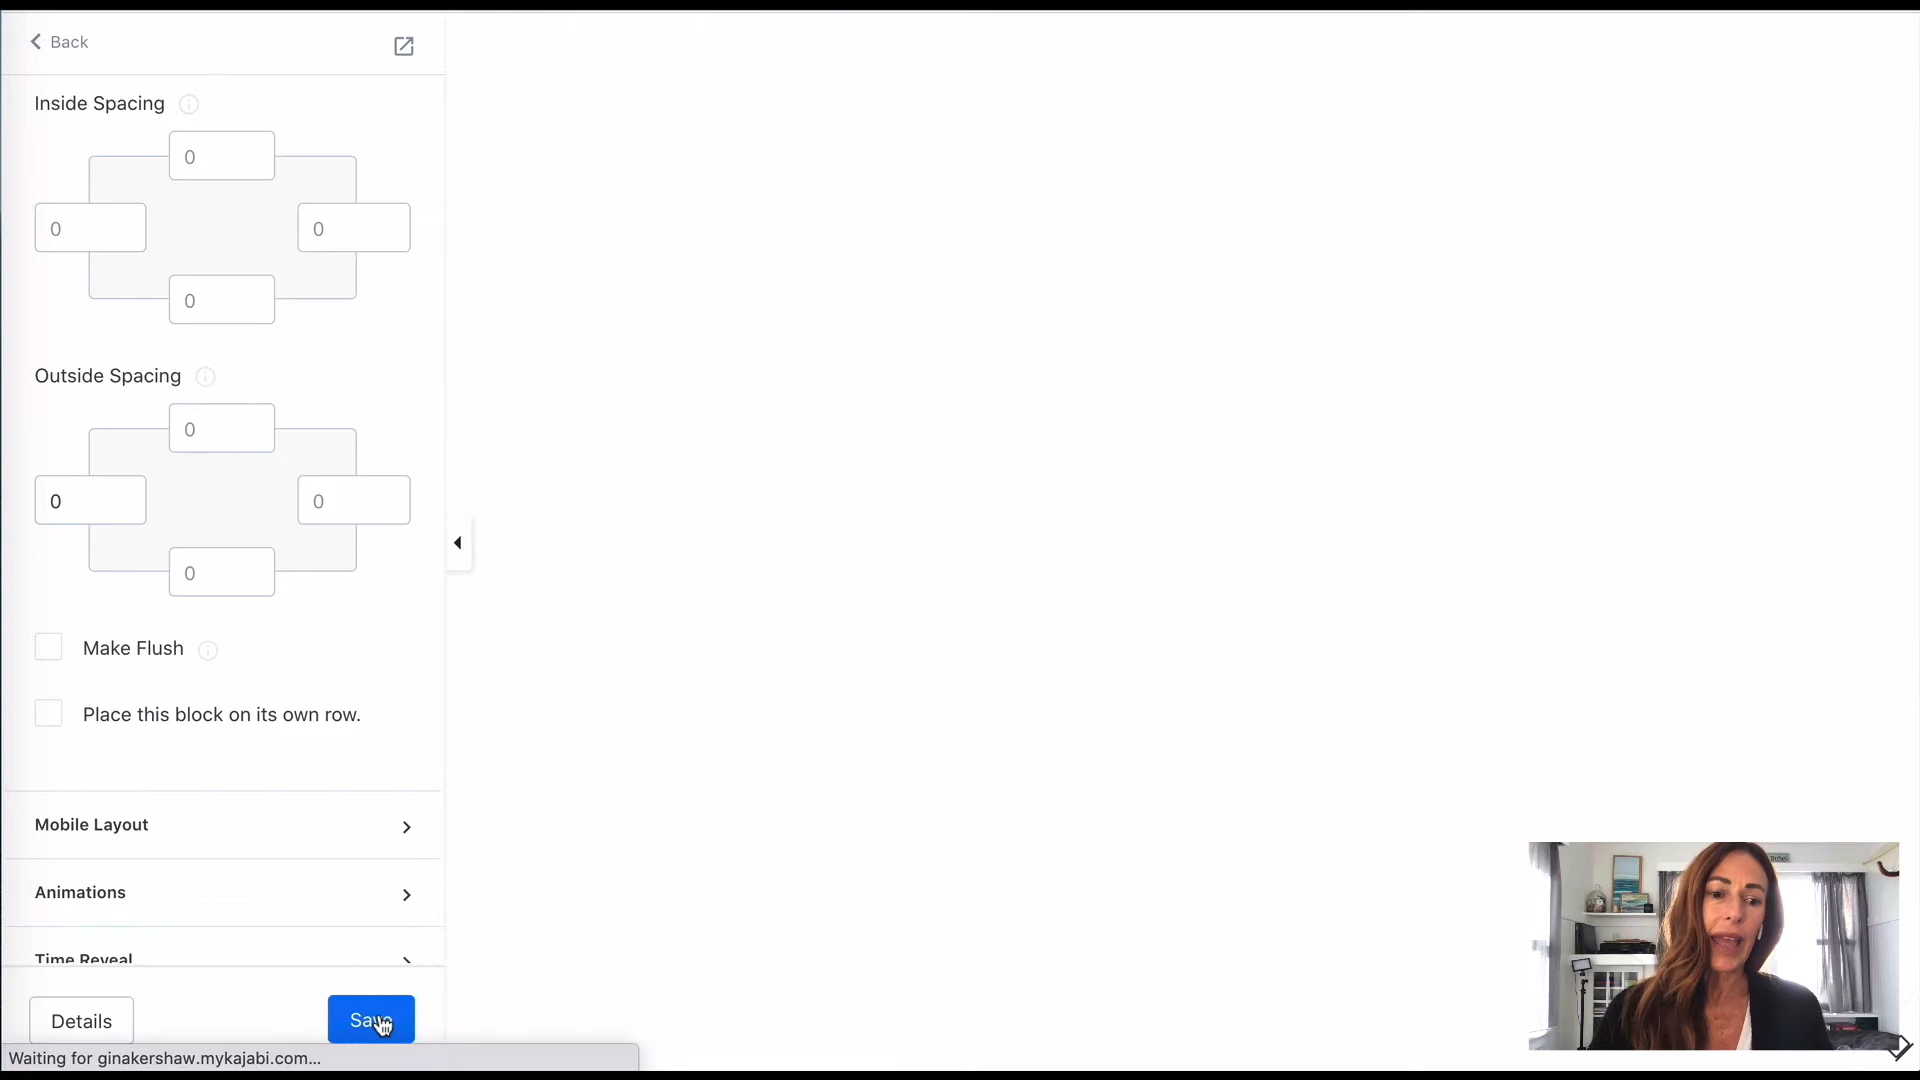 Back
Inside Spacing
0
0
0
0
Outside Spacing
0
0
0
0
Make Flush
Place this block on its own row.
Mobile Layout
Animations
Time Reveal
Details
Save
Waiting for ginakershaw.mykajabi.com...